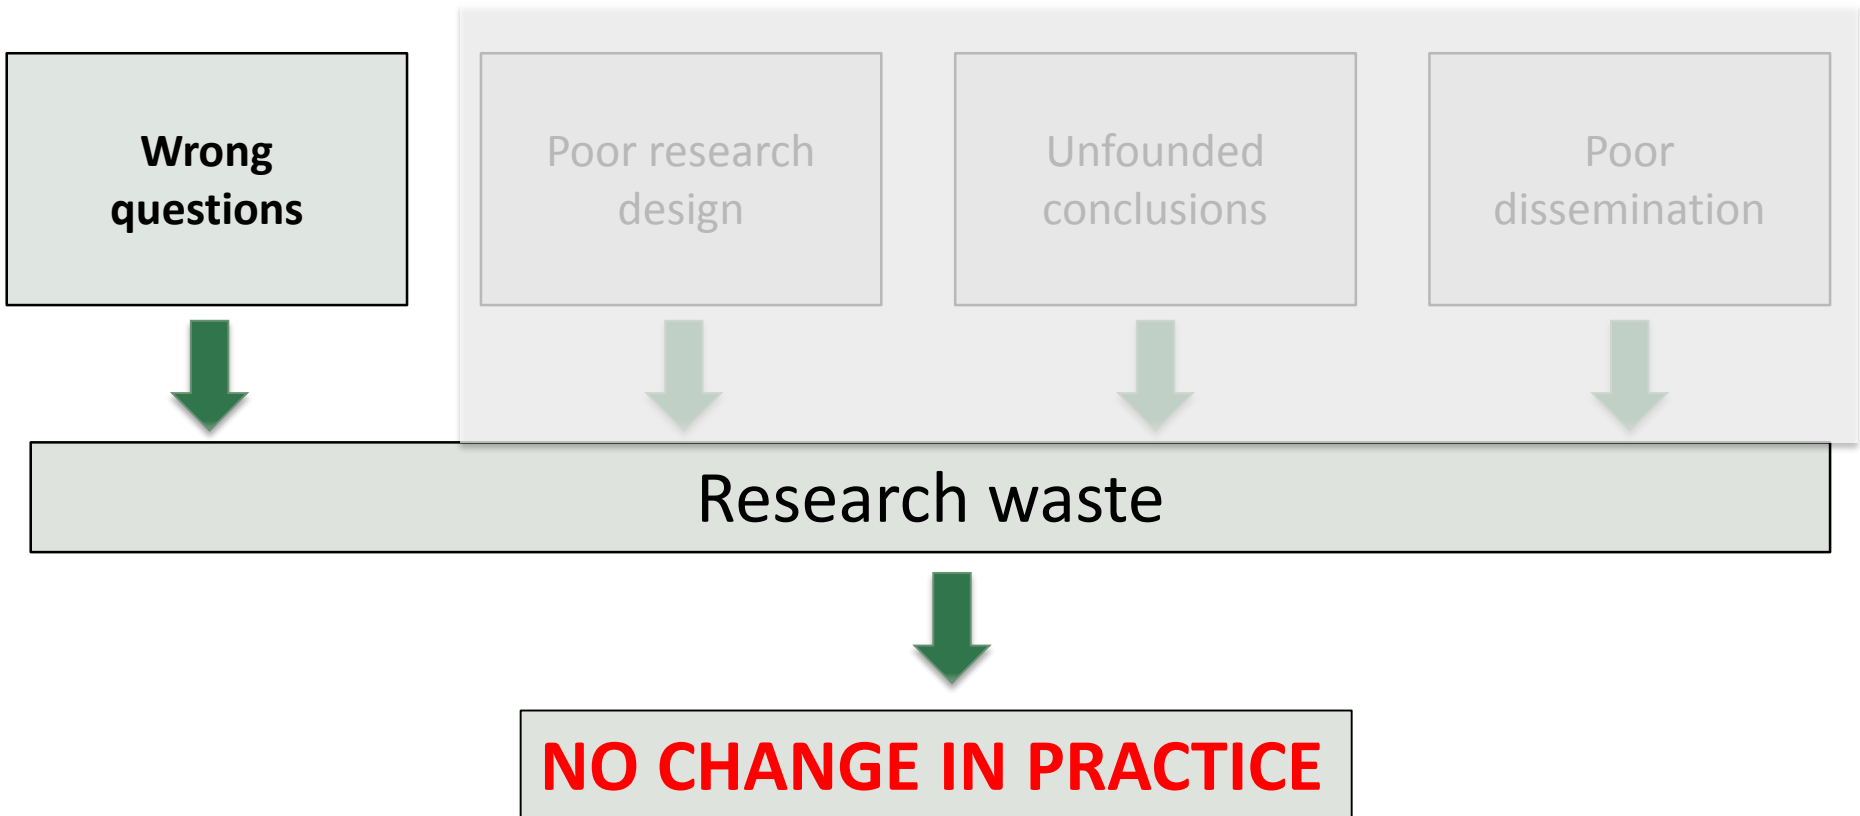 Wrong
questions
Poor research
design
Unfounded
conclusions
Poor
dissemination
Research waste
NO CHANGE IN PRACTICE